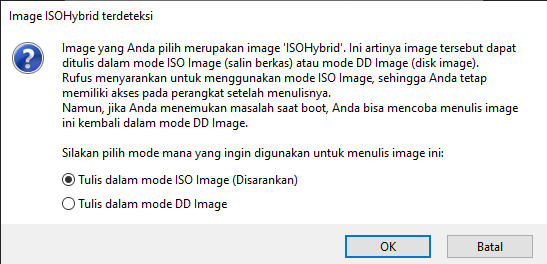 Image ISOHybrid terdeteksi
Image yang Anda pilih merupakan image 'ISOHybrid'. Ini artinya image tersebut dapat
ditulis dalam mode ISO Image (salin berkas) atau mode DD Image (disk image).
Rufus menyarankan untuk menggunakan mode ISO Image, sehingga Anda tetap
memiliki akses pada perangkat setelah menulisnya.
Namun, jika Anda menemukan masalah saat boot, Anda bisa mencoba menulis image
ini kembali dalam mode DD Image.
Silakan pilih mode mana yang ingin digunakan untuk menulis image ini:
Tulis dalam mode ISO Image (Disarankan)
Tulis dalam mode DD Image
OK
Batal